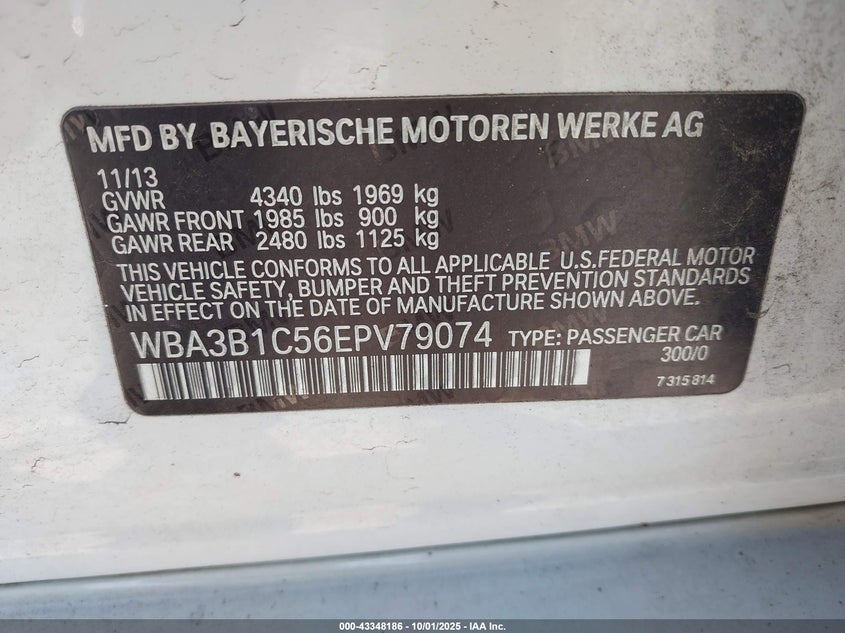 MFD BY BAYERISCHE MOTOREN WERKE AG
11/13
GVWR 4340 lbs 1969 kg
GAWR FRONT 1985 lbs 900 kg
GAWR REAR 2480 lbs 1125 kg
THIS VEHICLE CONFORMS TO ALL APPLICABLE U.S.FEDERAL MOTOR
VEHICLE SAFETY, BUMPER AND THEFT PREVENTION STANDARDS
IN EFFECT ON THE DATE OF MANUFACTURE SHOWN ABOVE.
WBA3B1C56EPV79074 TYPE: PASSENGER CAR
300/0
7 315 814
000-43348186 - 10/01/2025 - IAA Inc.